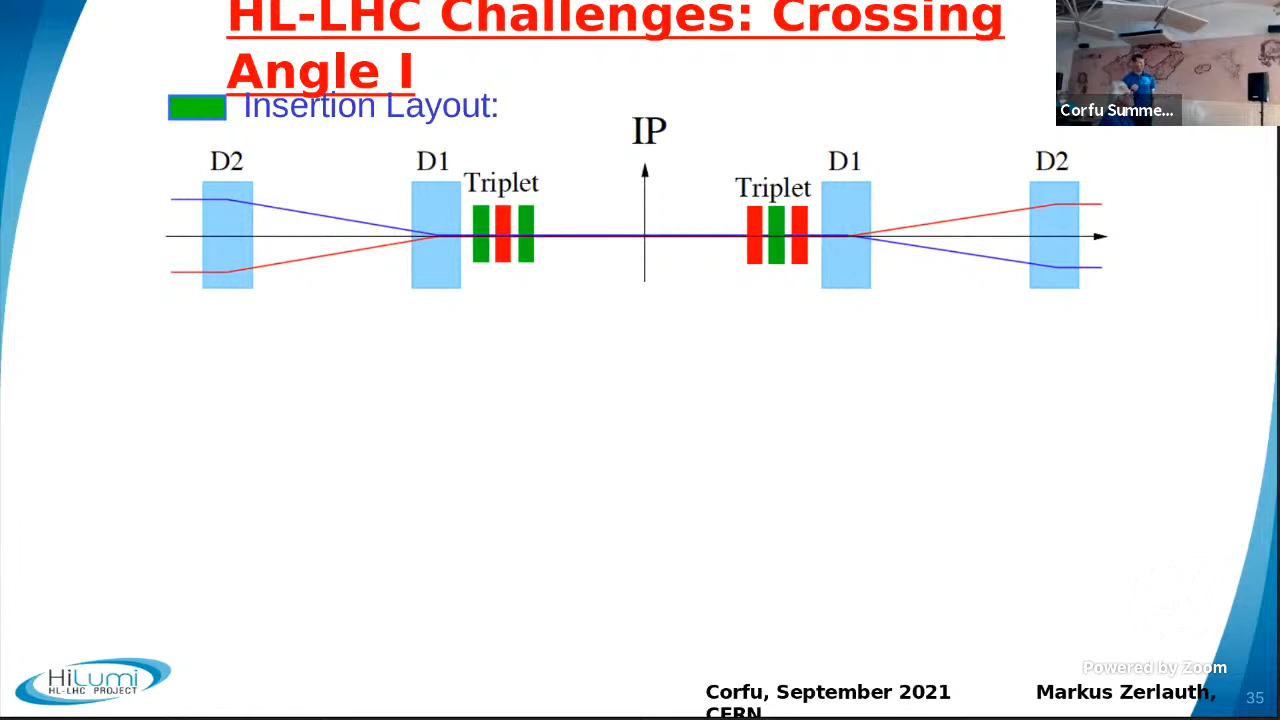 HL-LHC Challenges: Crossing
Angle I
Insertion Layout:
Corfu Summe...
IP
D2
D1
Triplet
Triplet
D1
D2
HiLumi
HL-LHC PROJECT
Powered by Zoom
Corfu, September 2021 Markus Zerlauth,
CERN
35